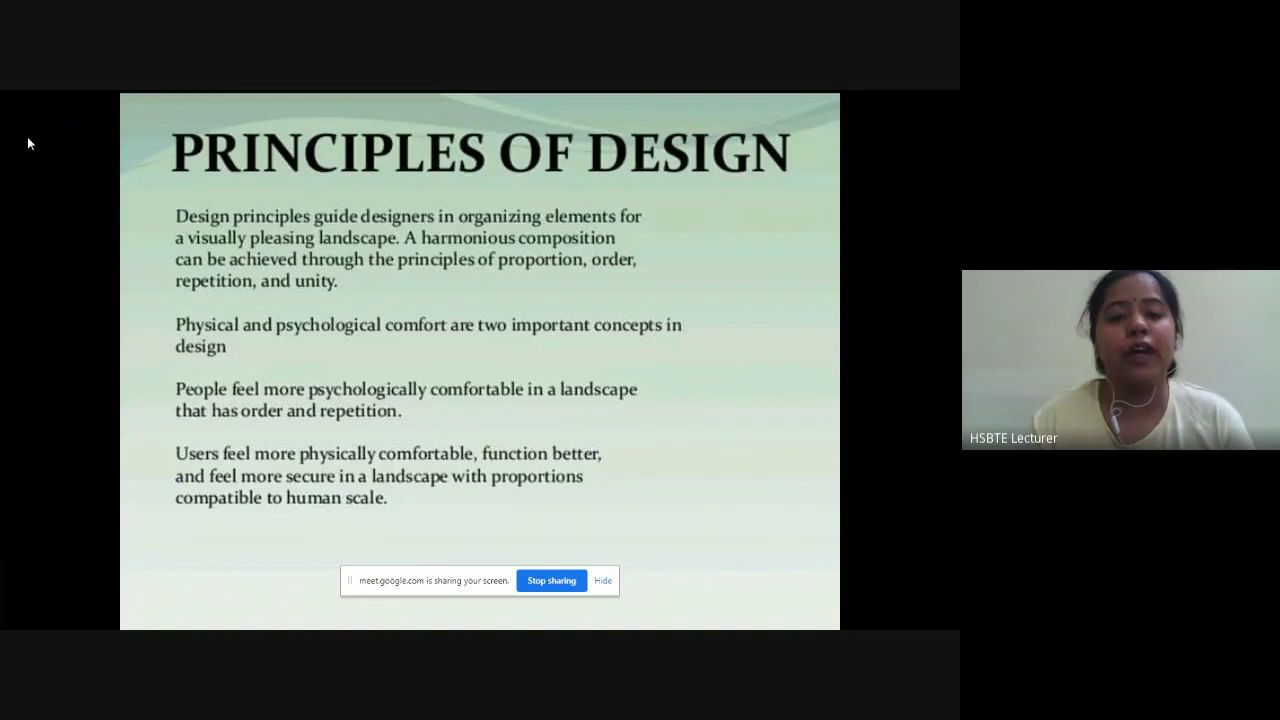 PRINCIPLES OF DESIGN
Design principles guide designers in organizing elements for
a visually pleasing landscape. A harmonious composition
can be achieved through the principles of proportion, order,
repetition, and unity.
Physical and psychological comfort are two important concepts in
design
People feel more psychologically comfortable in a landscape
that has order and repetition.
Users feel more physically comfortable, function better,
and feel more secure in a landscape with proportions
compatible to human scale.
meet.google.com is sharing your screen. Stop sharing Hide
HSBTE Lecturer